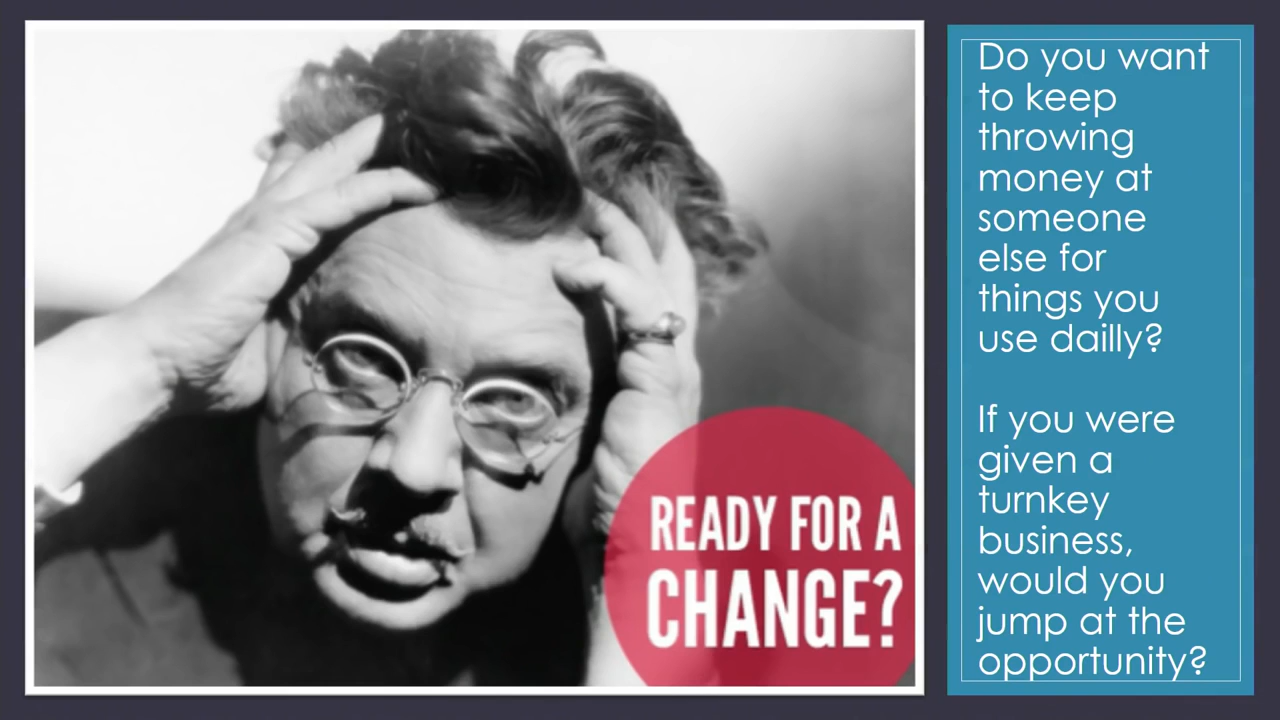 READY FOR A
CHANGE?
Do you want
to keep
throwing
money at
someone
else for
things you
use dailly?
If you were
given a
turnkey
business,
would you
jump at the
opportunity?